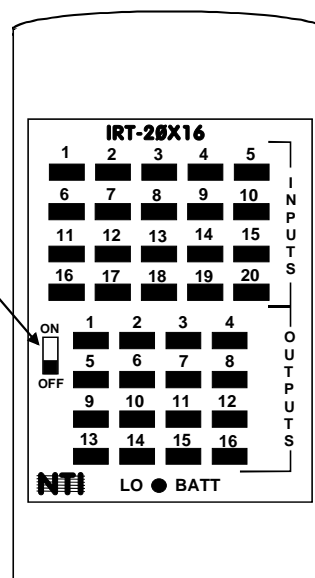 IRT-2ØX16
1 2 3 4 5
6 7 8 9 10
11 12 13 14 15
16 17 18 19 20
INPUTS
ON
OFF
1 2 3 4
5 6 7 8
9 10 11 12
13 14 15 16
OUTPUTS
NTI
LO BATT